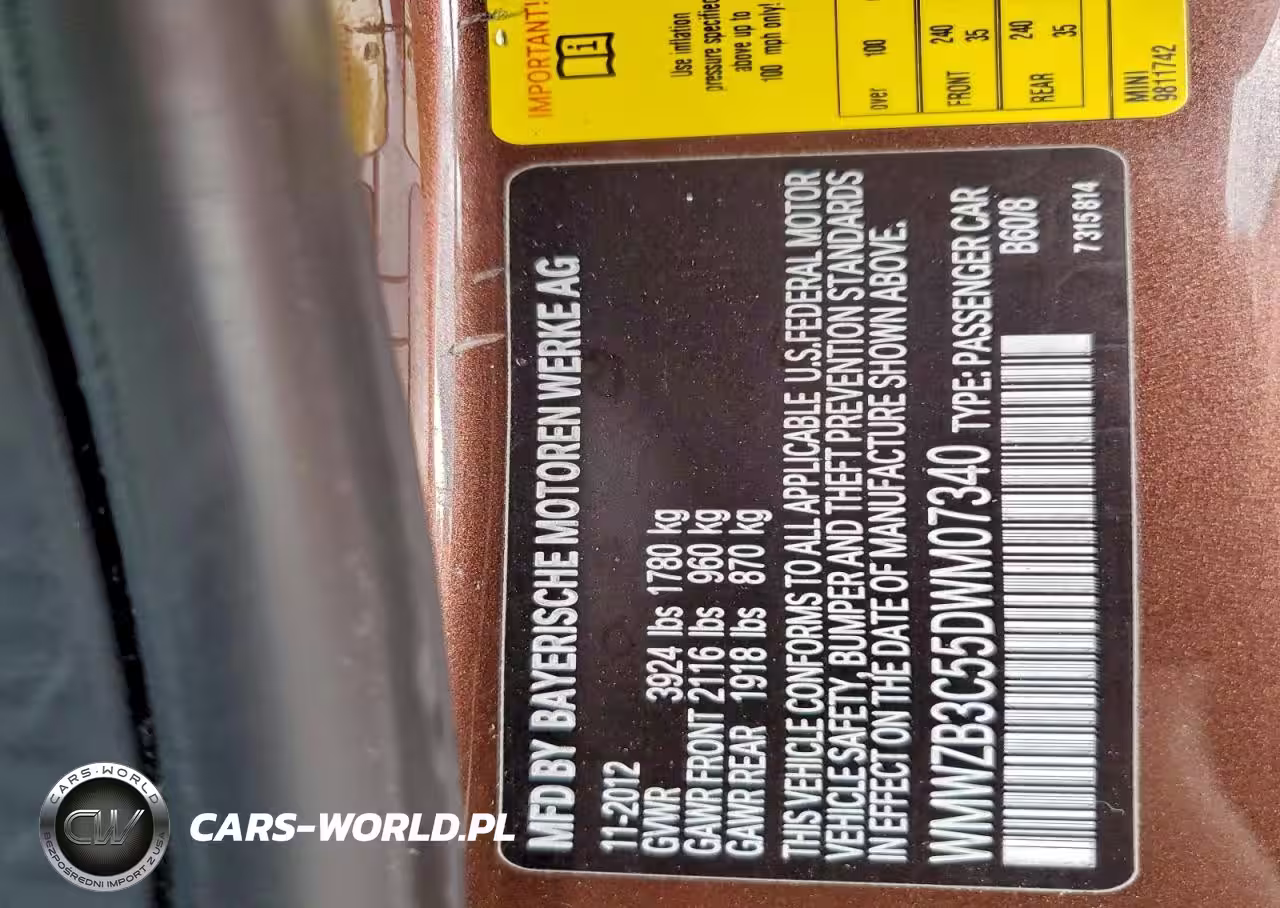 IMPORTANT!
Use inflation
pressure specified
above up to
100 mph only!
over 100
FRONT 240
35
REAR 240
35
MINI
9811742
MFD BY BAYERISCHE MOTOREN WERKE AG
11-2012
GVWR 3924 lbs 1780 kg
GAWR FRONT 2116 lbs 960 kg
GAWR REAR 1918 lbs 870 kg
THIS VEHICLE CONFORMS TO ALL APPLICABLE U.S.FEDERAL MOTOR
VEHICLE SAFETY, BUMPER AND THEFT PREVENTION STANDARDS
IN EFFECT ON THE DATE OF MANUFACTURE SHOWN ABOVE.
WMWZB3C55DWM07340 TYPE: PASSENGER CAR
B60/8
7315814
CARS-WORLD
CW
BEZPOŚREDNI IMPORT Z USA
CARS-WORLD.PL